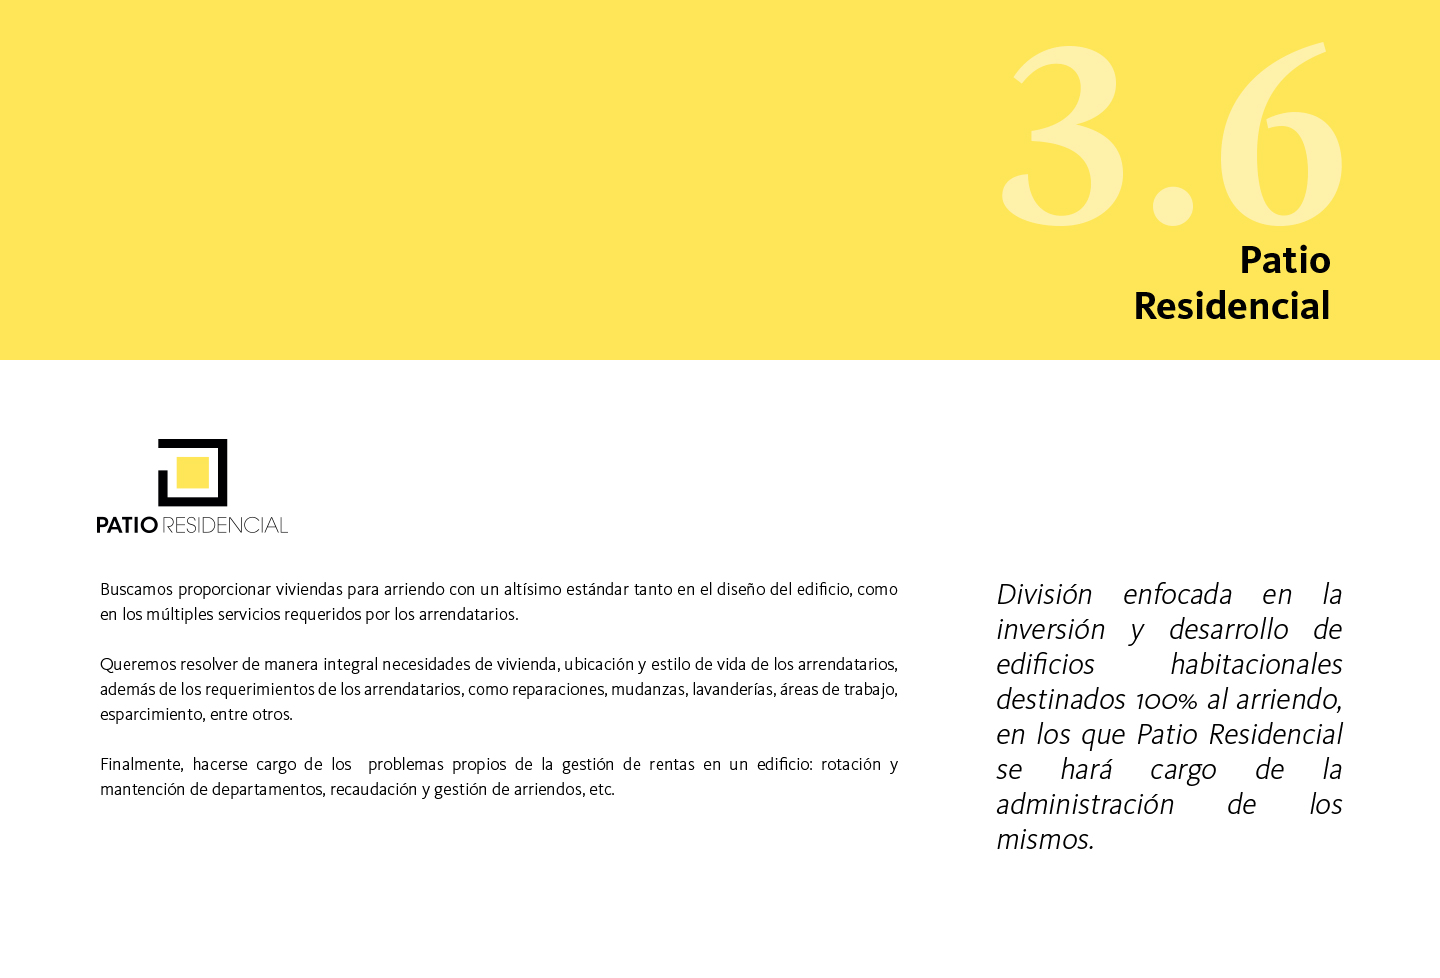 3.6
Patio
Residencial
PATIO RESIDENCIAL
Buscamos proporcionar viviendas para arriendo con un altísimo estándar tanto en el diseño del edificio, como
en los múltiples servicios requeridos por los arrendatarios.
Queremos resolver de manera integral necesidades de vivienda, ubicación y estilo de vida de los arrendatarios,
además de los requerimientos de los arrendatarios, como reparaciones, mudanzas, lavanderías, áreas de trabajo,
esparcimiento, entre otros.
Finalmente, hacerse cargo de los problemas propios de la gestión de rentas en un edificio: rotación y
mantención de departamentos, recaudación y gestión de arriendos, etc.
División enfocada en la
inversión y desarrollo de
edificios habitacionales
destinados 100% al arriendo,
en los que Patio Residencial
se hará cargo de la
administración de los
mismos.